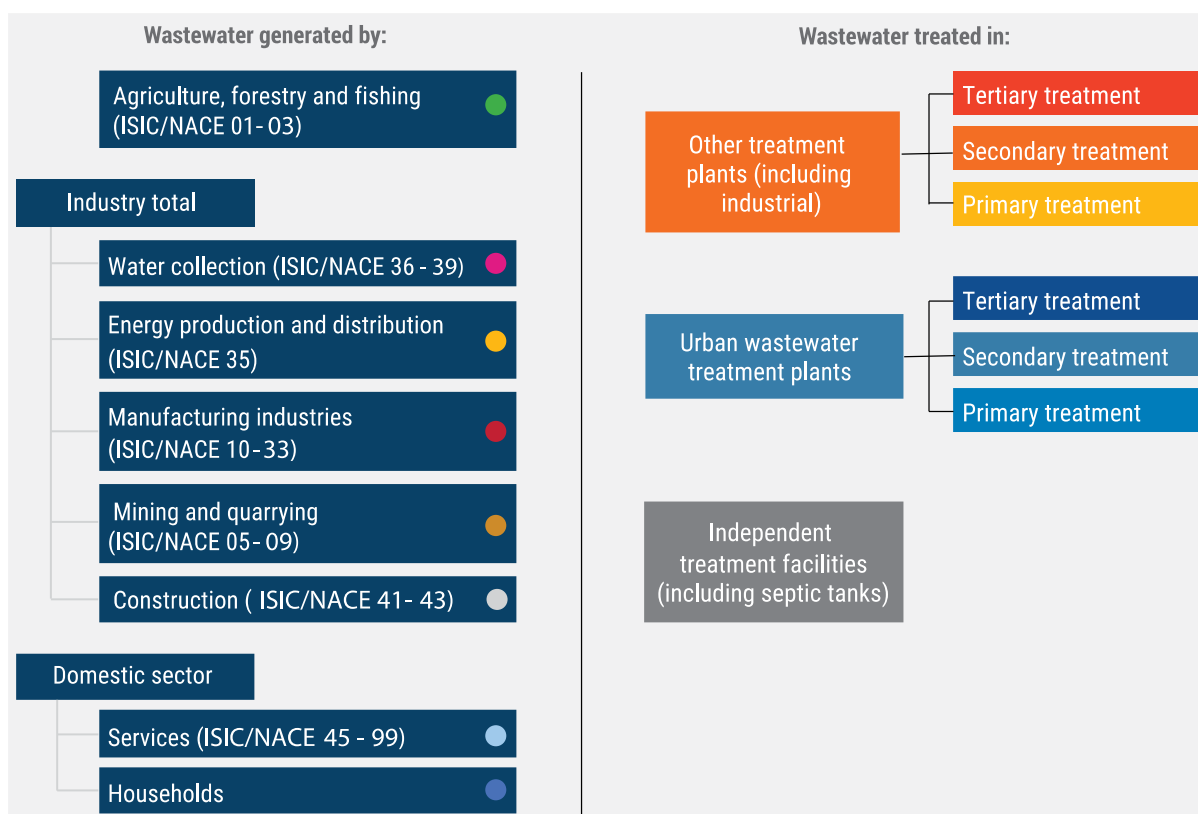 Wastewater generated by:
Agriculture, forestry and fishing
(ISIC/NACE 01- 03)
Industry total
Water collection (ISIC/NACE 36 - 39)
Energy production and distribution
(ISIC/NACE 35)
Manufacturing industries
(ISIC/NACE 10-33)
Mining and quarrying
(ISIC/NACE 05- 09)
Construction ( ISIC/NACE 41- 43)
Domestic sector
Services (ISIC/NACE 45 - 99)
Households
Wastewater treated in:
Other treatment
plants (including
industrial)
Tertiary treatment
Secondary treatment
Primary treatment
Urban wastewater
treatment plants
Tertiary treatment
Secondary treatment
Primary treatment
Independent
treatment facilities
(including septic tanks)